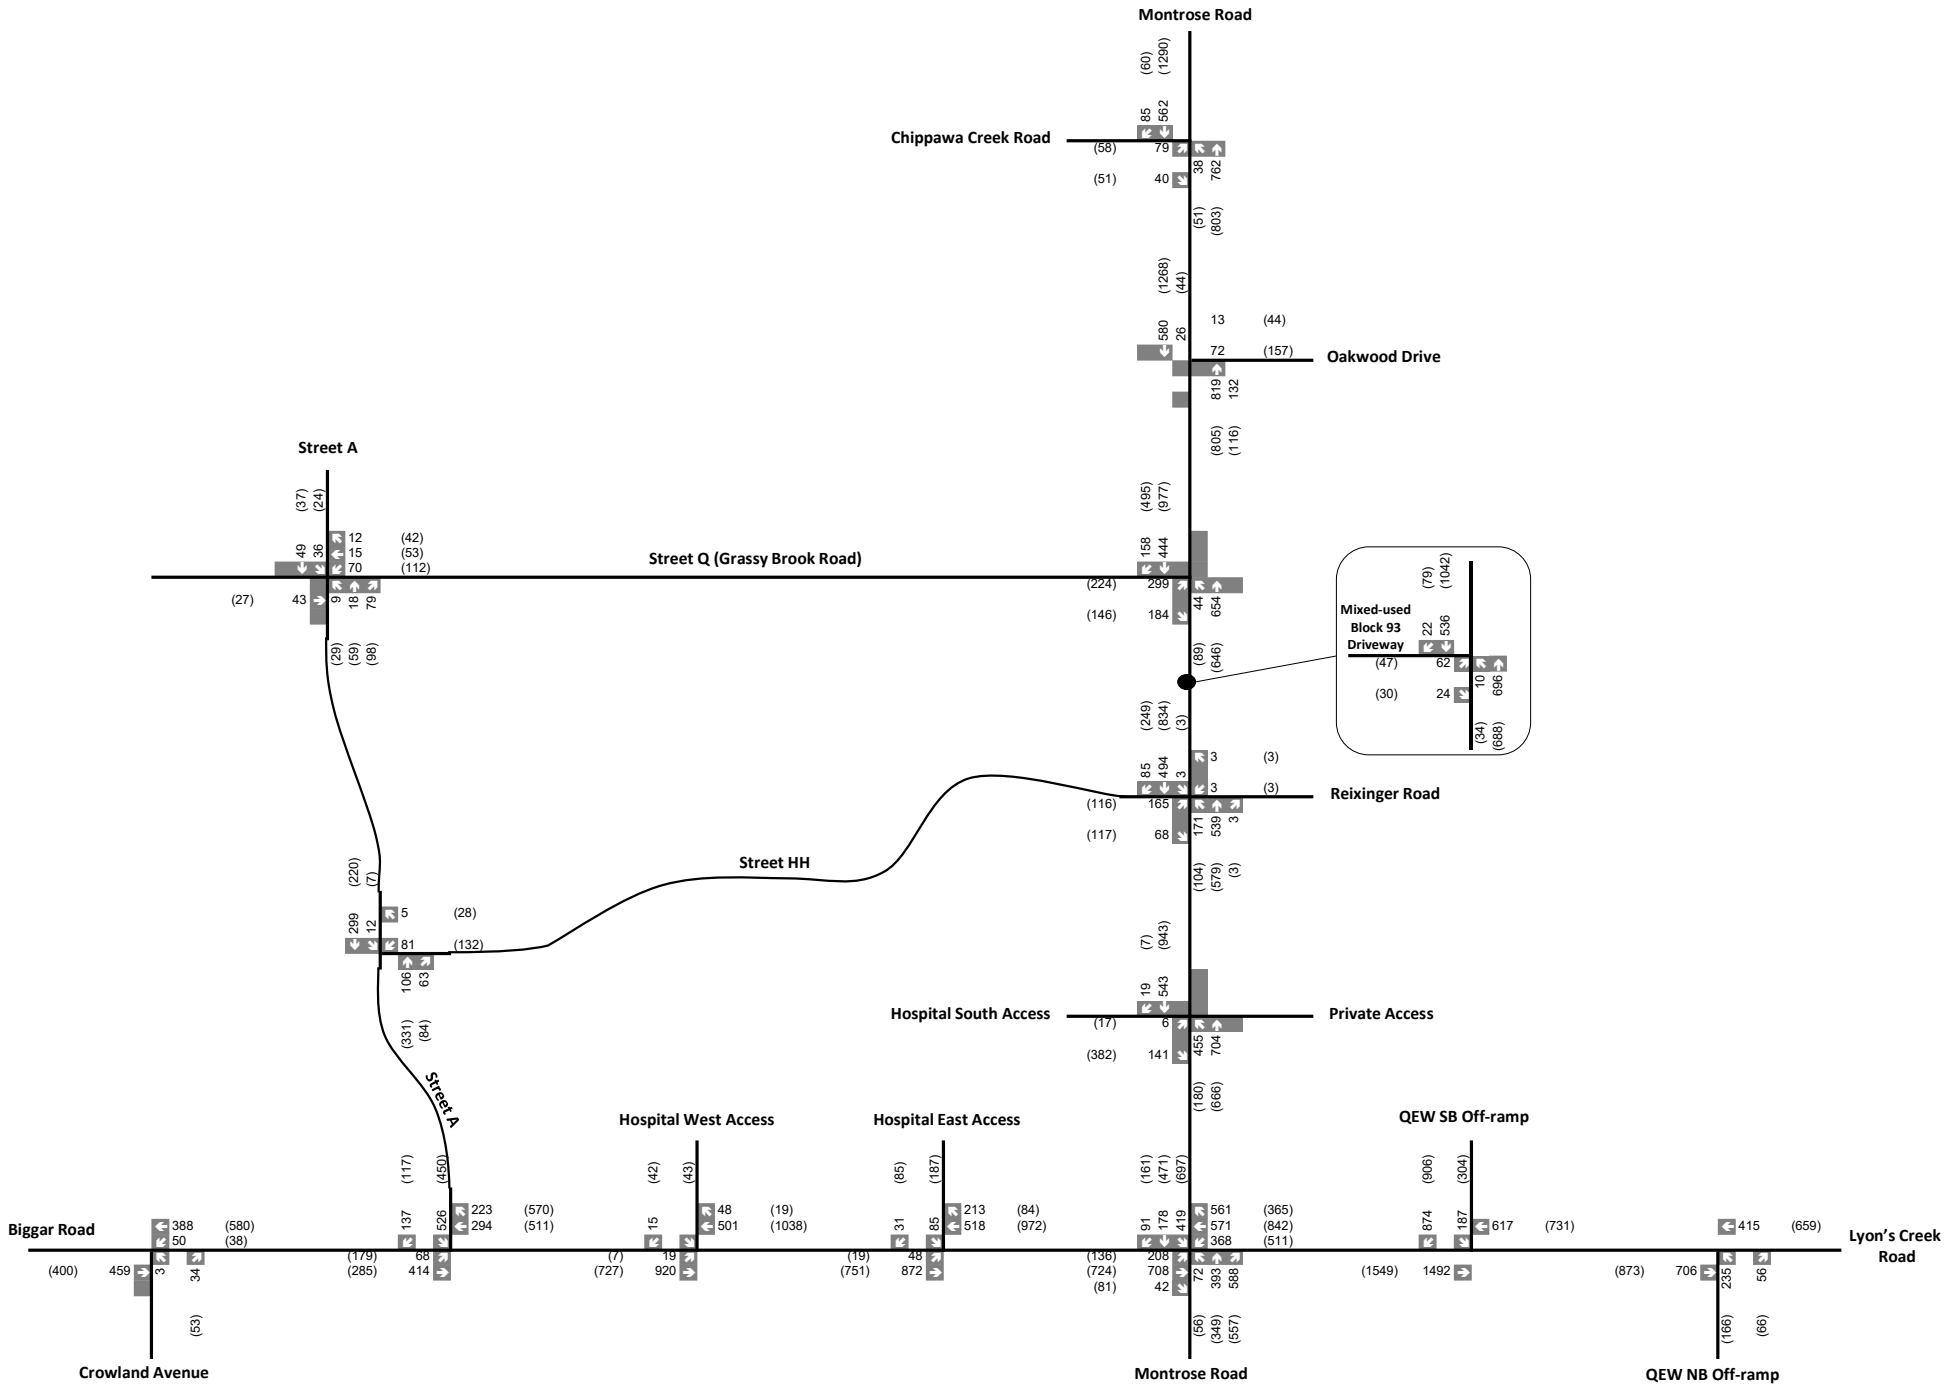 Montrose Road
(60) (1290)
85 562
Chippawa Creek Road
(58) 79
38 762
(51) 40
(51) (803)
(1268) (44)
580 26
13 (44)
72 (157)
Oakwood Drive
819 132
(805) (116)
Street A
(37) (24)
49 36
12 (42)
15 (53)
70 (112)
(27) 43
9 18 79
(29) (59) (98)
Street Q (Grassy Brook Road)
(495) (977)
158 444
(224) 299
44 654
(146) 184
(89) (646)
(79) (1042)
Mixed-used
Block 93
Driveway
22 536
(47) 62
10 696
(30) 24
(34) (688)
(249) (834) (3)
85 494 3
3 (3)
3 (3)
Reixinger Road
(116) 165
171 539 3
(117) 68
(104) (579) (3)
Street HH
(220) (7)
299 12
5 (28)
81 (132)
106 63
(331) (84)
Street A
(7) (943)
19 543
Hospital South Access
Private Access
(17) 6
455 704
(382) 141
(180) (666)
Hospital West Access
Hospital East Access
QEW SB Off-ramp
Biggar Road
388 (580)
50 (38)
(400) 459
3 34
(53)
Crowland Avenue
(117) (450)
137 526
223 (570)
294 (511)
(179) 68
(285) 414
(42) (43)
15 19
48 (19)
501 (1038)
(7)
(727) 920
(85) (187)
31 85
213 (84)
518 (972)
(19) 48
(751) 872
(161) (471) (697)
91 178 419
561 (365)
571 (842)
368 (511)
(136) 208
(724) 708
(81) 42
72 393 588
(56) (349) (557)
Montrose Road
(906) (304)
874 187
617 (731)
(1549) 1492
415 (659)
Lyon's Creek
Road
(873) 706
235 56
(166) (66)
QEW NB Off-ramp